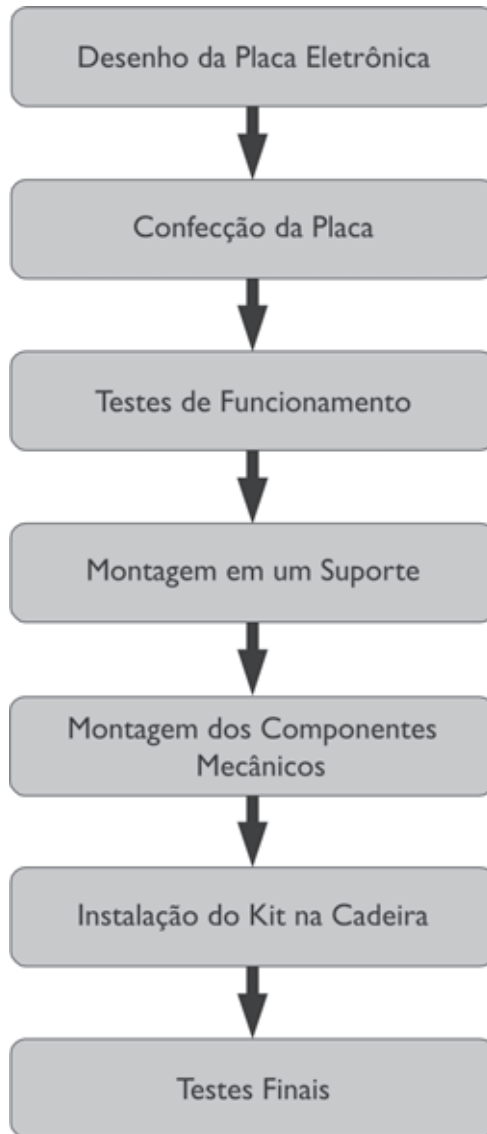 Desenho da Placa Eletrônica
Confecção da Placa
Testes de Funcionamento
Montagem em um Suporte
Montagem dos Componentes
Mecânicos
Instalação do Kit na Cadeira
Testes Finais